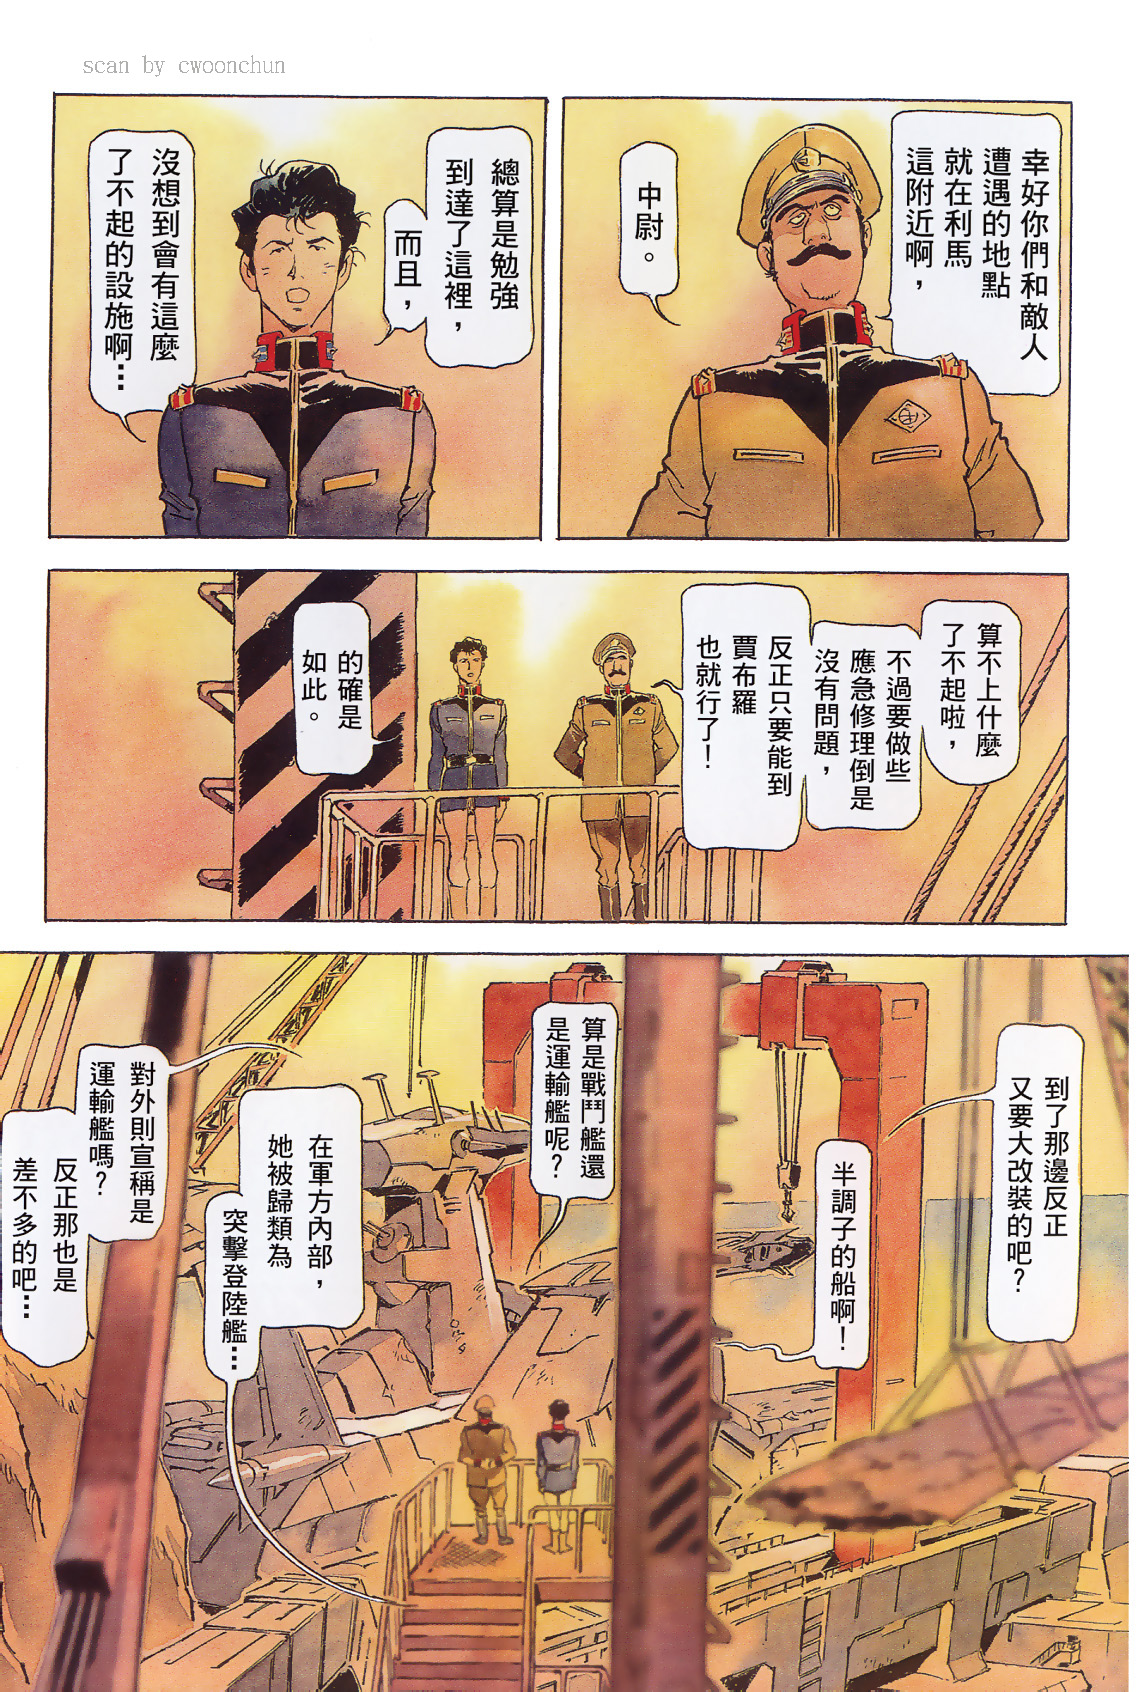 scan by cwoonchun
幸好你們和敵人
遭遇的地點
就在利馬
這附近啊，
中尉。
總算是勉強
到達了這裡，
而且，
沒想到會有這麼
了不起的設施啊…
算不上什麼
了不起啦，
不過要做些
應急修理倒是
沒有問題，
反正只要能到
賈布羅
也就行了！
的確是
如此。
到了那邊反正
又要大改裝的吧？
半調子的船啊！
算是戰鬥艦還
是運輸艦呢？
在軍方內部，
她被歸類為
突擊登陸艦…
對外則宣稱是
運輸艦嗎？
反正那也是
差不多的吧…